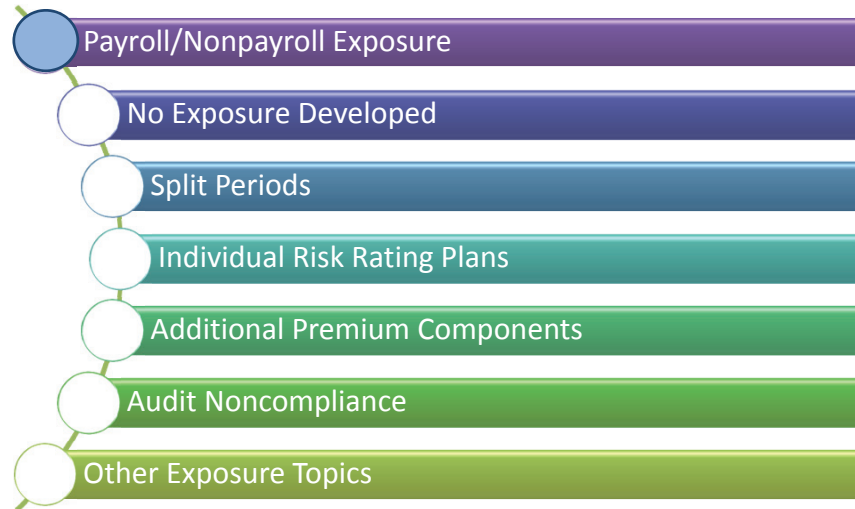 Payroll/Nonpayroll Exposure
No Exposure Developed
Split Periods
Individual Risk Rating Plans
Additional Premium Components
Audit Noncompliance
Other Exposure Topics